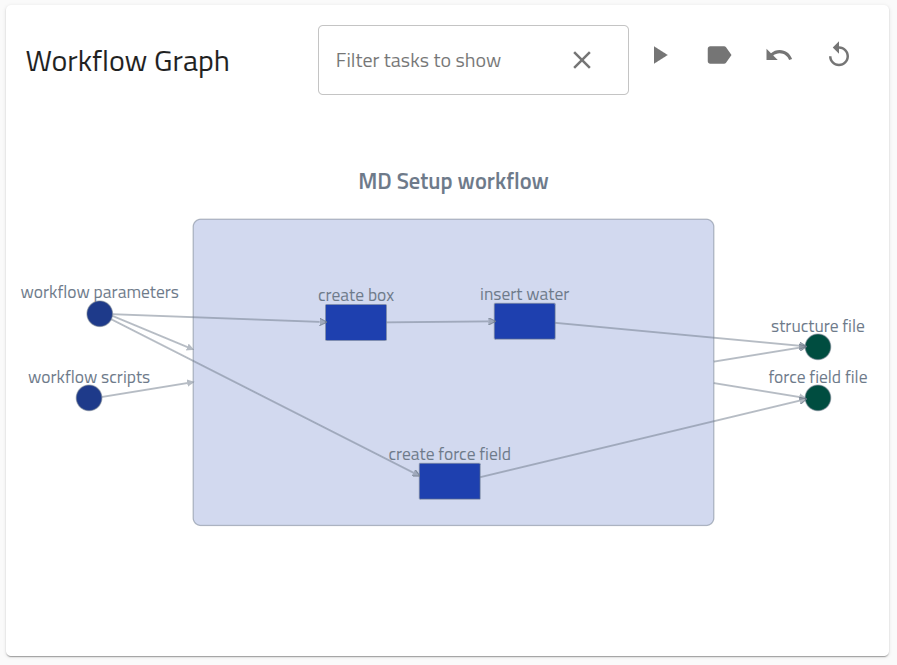 Workflow Graph
Filter tasks to show
MD Setup workflow
workflow parameters
create box
insert water
structure file
workflow scripts
force field file
create force field